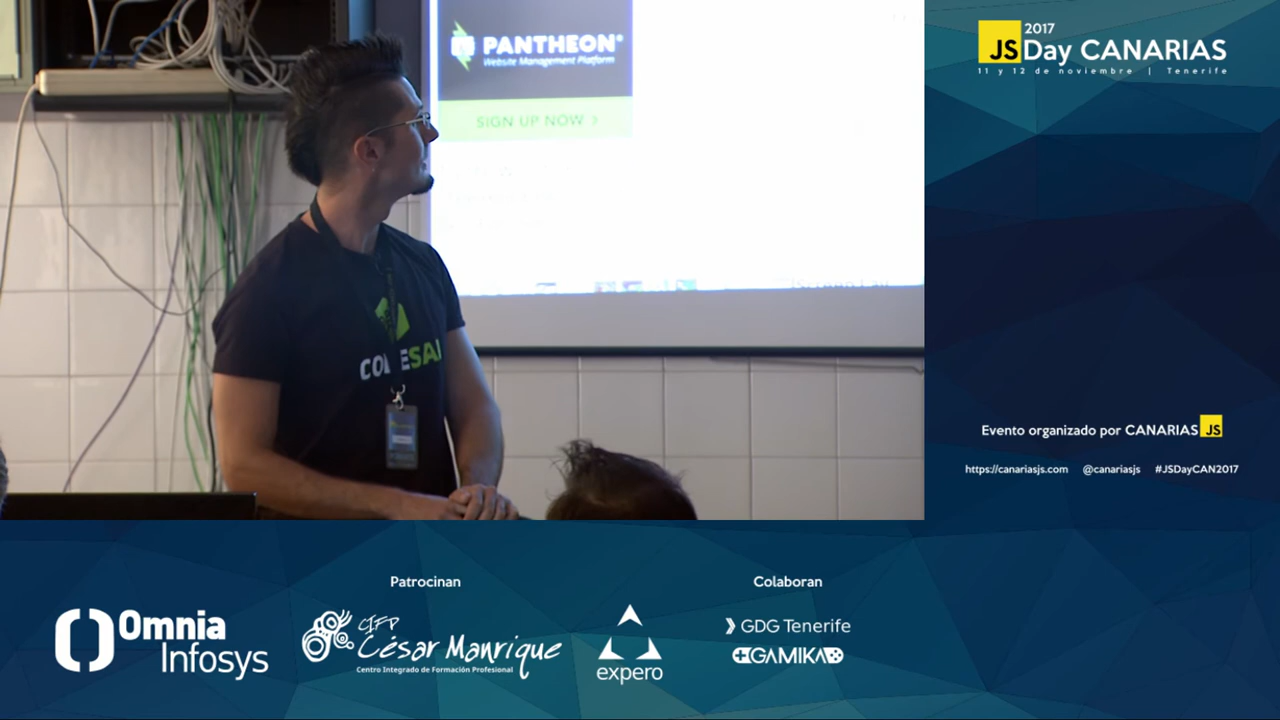 PANTHEON®
Website Management Platform
SIGN UP NOW >
2017
JSDay CANARIAS
11 y 12 de noviembre | Tenerife
Evento organizado por CANARIAS JS
https://canariasjs.com @canariasjs #JSDayCAN2017
Patrocinan
Colaboran
Omnia
Infosys
CIFP
César Manrique
Centro Integrado de Formación Profesional
expero
GDG Tenerife
GAMIKA